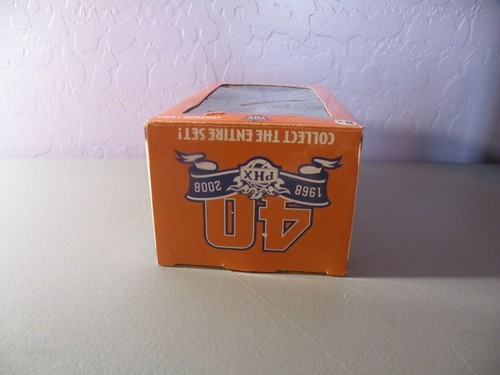 COLLECT THE ENTIRE SET!
PHX
1968 2008
40